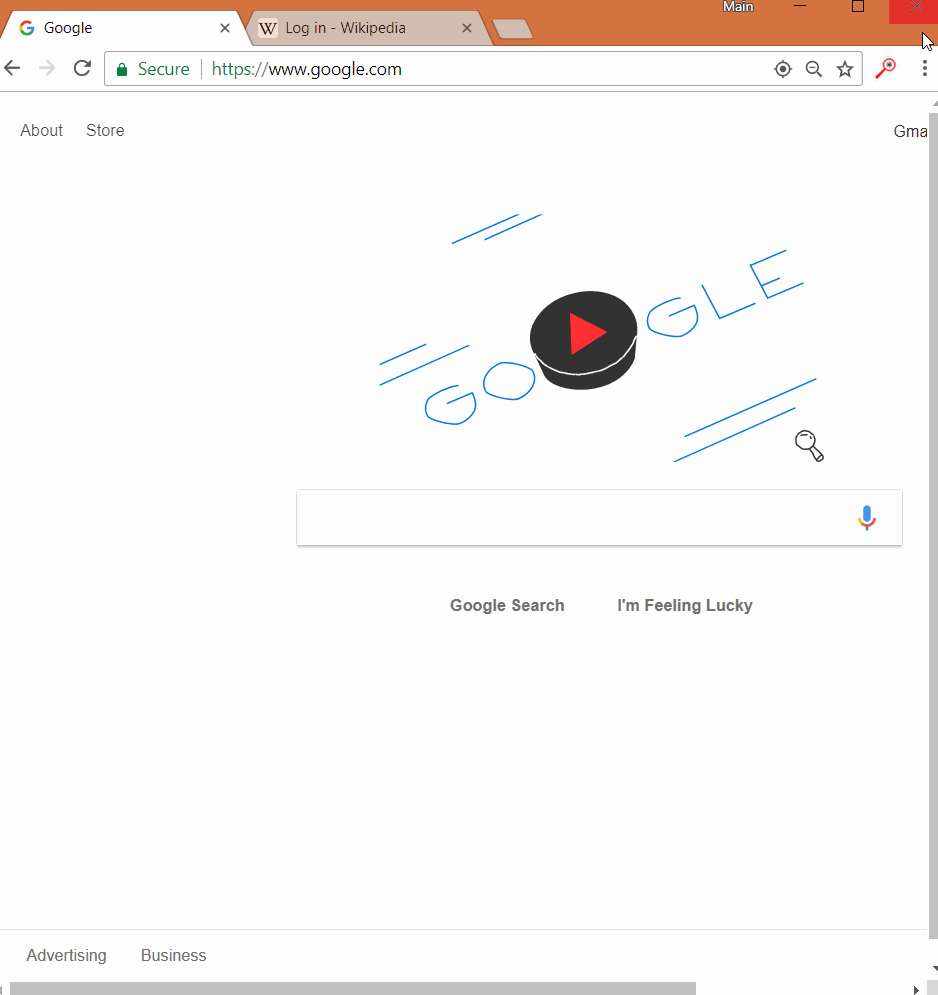 Main
Google
Log in - Wikipedia
Secure https://www.google.com
About Store Gma
GOGLE
Google Search I'm Feeling Lucky
Advertising Business